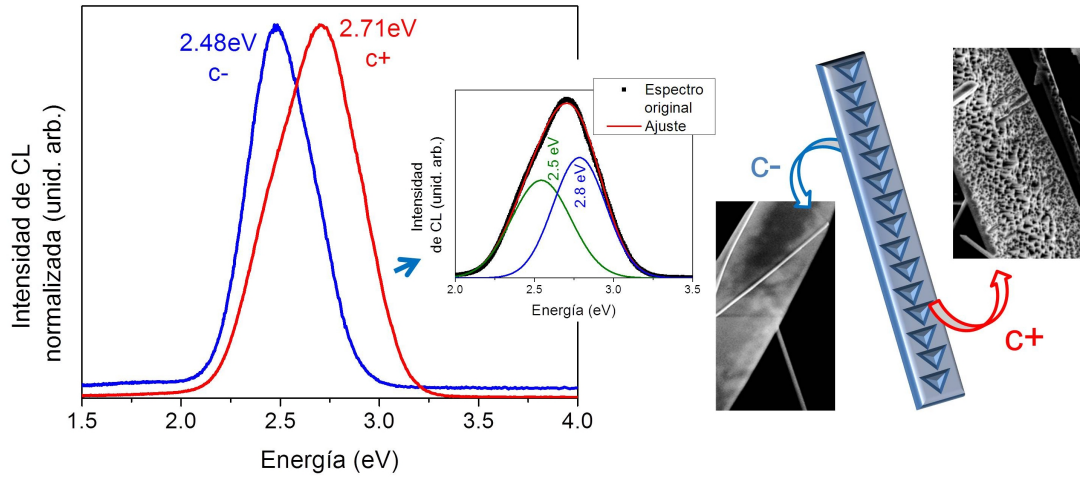 Intensidad de CL
normalizada (unid. arb.)
2.48eV
c-
2.71eV
c+
1.5
2.0
2.5
3.0
3.5
4.0
Energía (eV)
Intensidad
de CL (unid. arb.)
Espectro
original
Ajuste
2.5 eV
2.8 eV
2.0
2.5
3.0
3.5
Energía (eV)
c-
c+